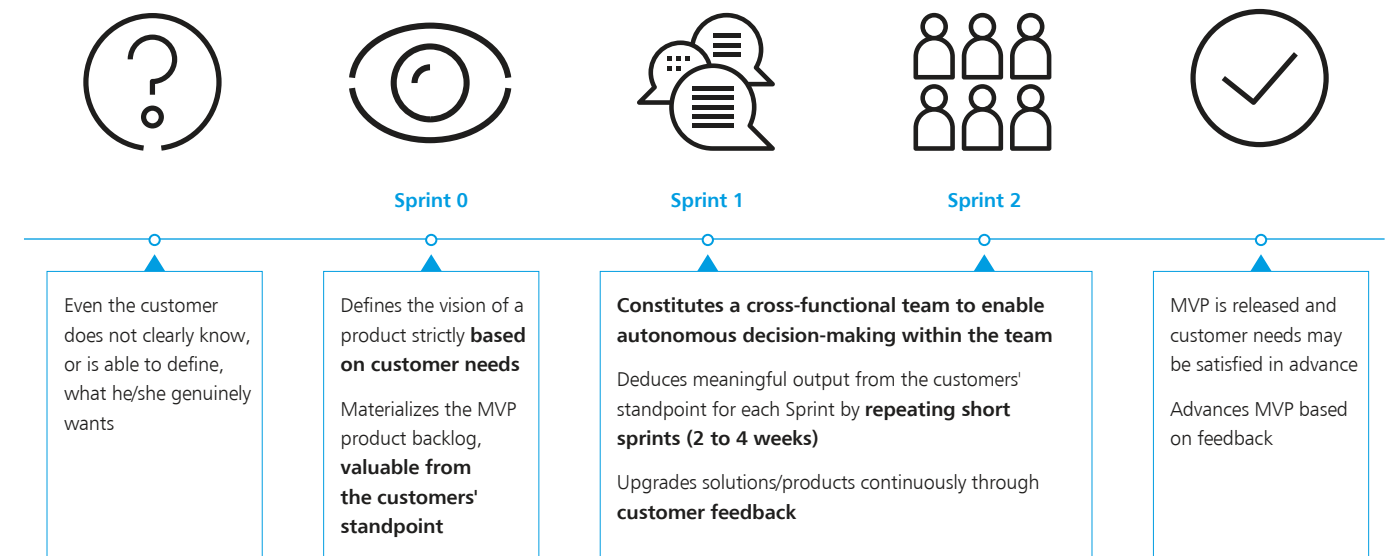 Sprint 0
Sprint 1
Sprint 2
Even the customer
does not clearly know,
or is able to define,
what he/she genuinely
wants
Defines the vision of a
product strictly based
on customer needs
Materializes the MVP
product backlog,
valuable from
the customers'
standpoint
Constitutes a cross-functional team to enable
autonomous decision-making within the team
Deduces meaningful output from the customers'
standpoint for each Sprint by repeating short
sprints (2 to 4 weeks)
Upgrades solutions/products continuously through
customer feedback
MVP is released and
customer needs may
be satisfied in advance
Advances MVP based
on feedback